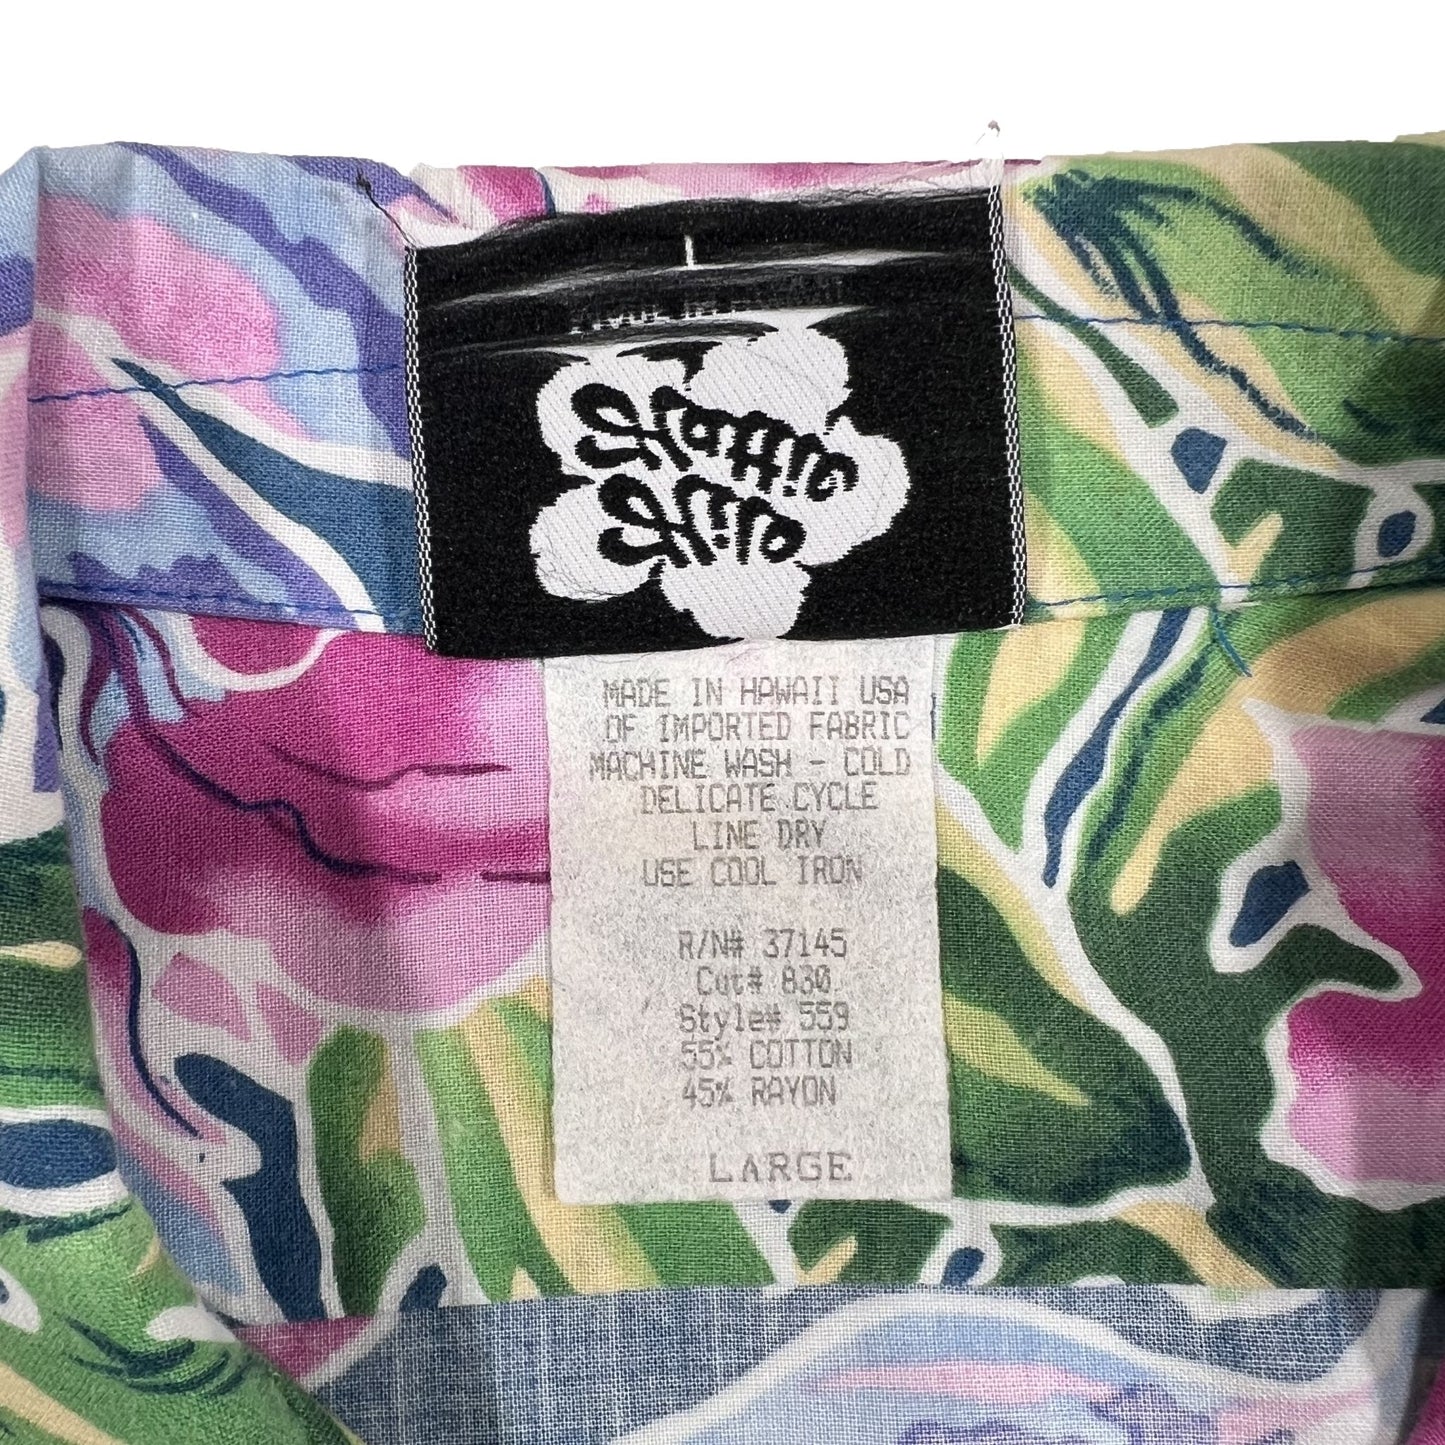 MADE IN HAWAII USA
OF IMPORTED FABRIC
MACHINE WASH - COLD
DELICATE CYCLE
LINE DRY
USE COOL IRON
R/N# 37145
Cut# 830
Style# 559
55% COTTON
45% RAYON
LARGE